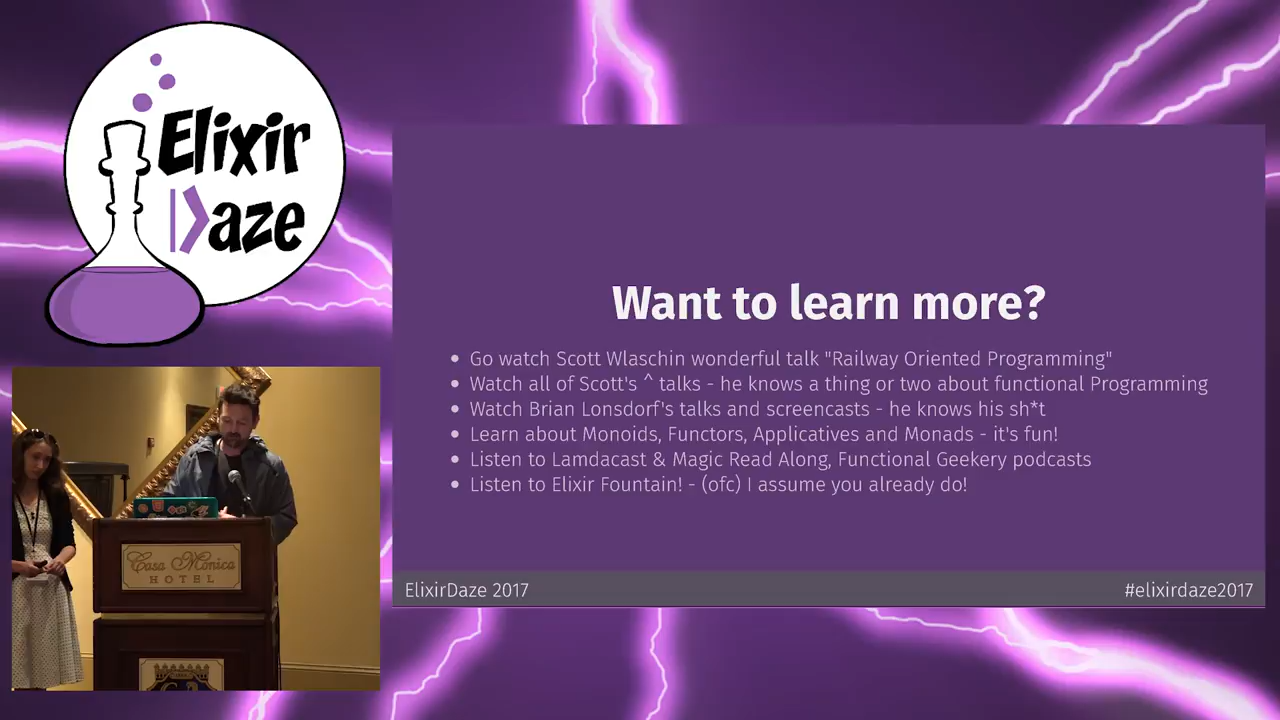 Elixir
Daze
Want to learn more?
Go watch Scott Wlaschin wonderful talk "Railway Oriented Programming"
Watch all of Scott's ^ talks - he knows a thing or two about functional Programming
Watch Brian Lonsdorf's talks and screencasts - he knows his sh*t
Learn about Monoids, Functors, Applicatives and Monads - it's fun!
Listen to Lamdacast & Magic Read Along, Functional Geekery podcasts
Listen to Elixir Fountain! - (ofc) I assume you already do!
ElixirDaze 2017
#elixirdaze2017
Casa Monica
HOTEL